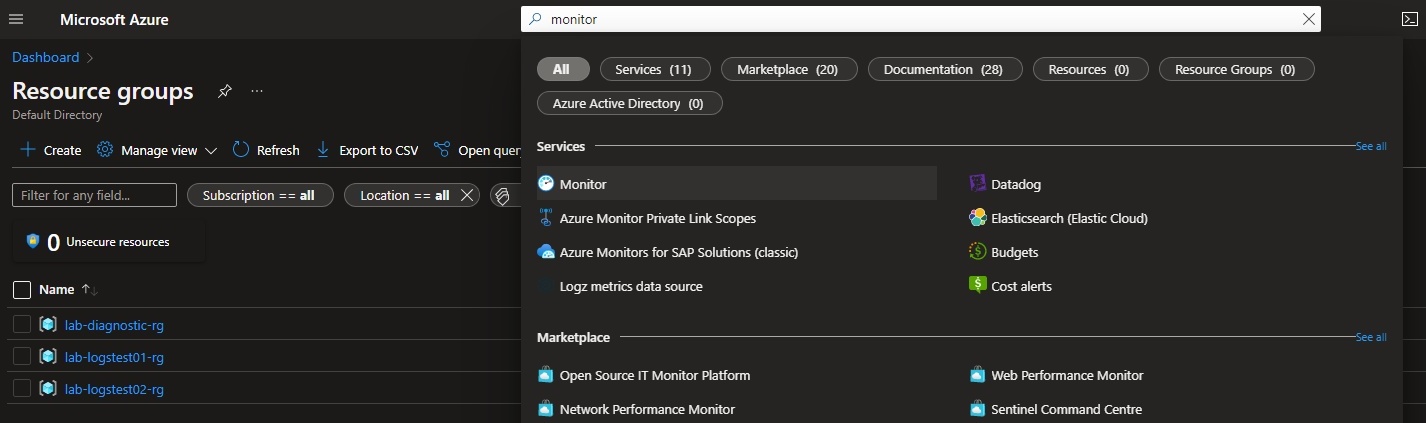 Microsoft Azure
monitor
Dashboard >
Resource groups
Default Directory
+ Create Manage view Refresh Export to CSV Open quer
Filter for any field... Subscription == all Location == all
0 Unsecure resources
Name ↑↓
lab-diagnostic-rg
lab-logstest01-rg
lab-logstest02-rg
All Services (11) Marketplace (20) Documentation (28) Resources (0) Resource Groups (0)
Azure Active Directory (0)
Services See all
Monitor Datadog
Azure Monitor Private Link Scopes Elasticsearch (Elastic Cloud)
Azure Monitors for SAP Solutions (classic) Budgets
Logz metrics data source Cost alerts
Marketplace See all
Open Source IT Monitor Platform Web Performance Monitor
Network Performance Monitor Sentinel Command Centre